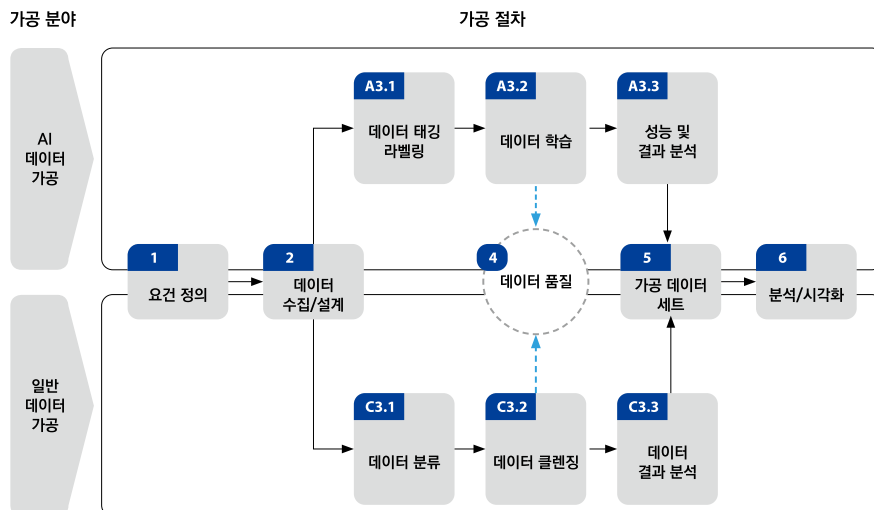 가공 분야
가공 절차
AI
데이터
가공
A3.1
데이터 태깅
라벨링
A3.2
데이터 학습
A3.3
성능 및
결과 분석
1
요건 정의
2
데이터
수집/설계
4
데이터 품질
5
가공 데이터
세트
6
분석/시각화
일반
데이터
가공
C3.1
데이터 분류
C3.2
데이터 클렌징
C3.3
데이터
결과 분석